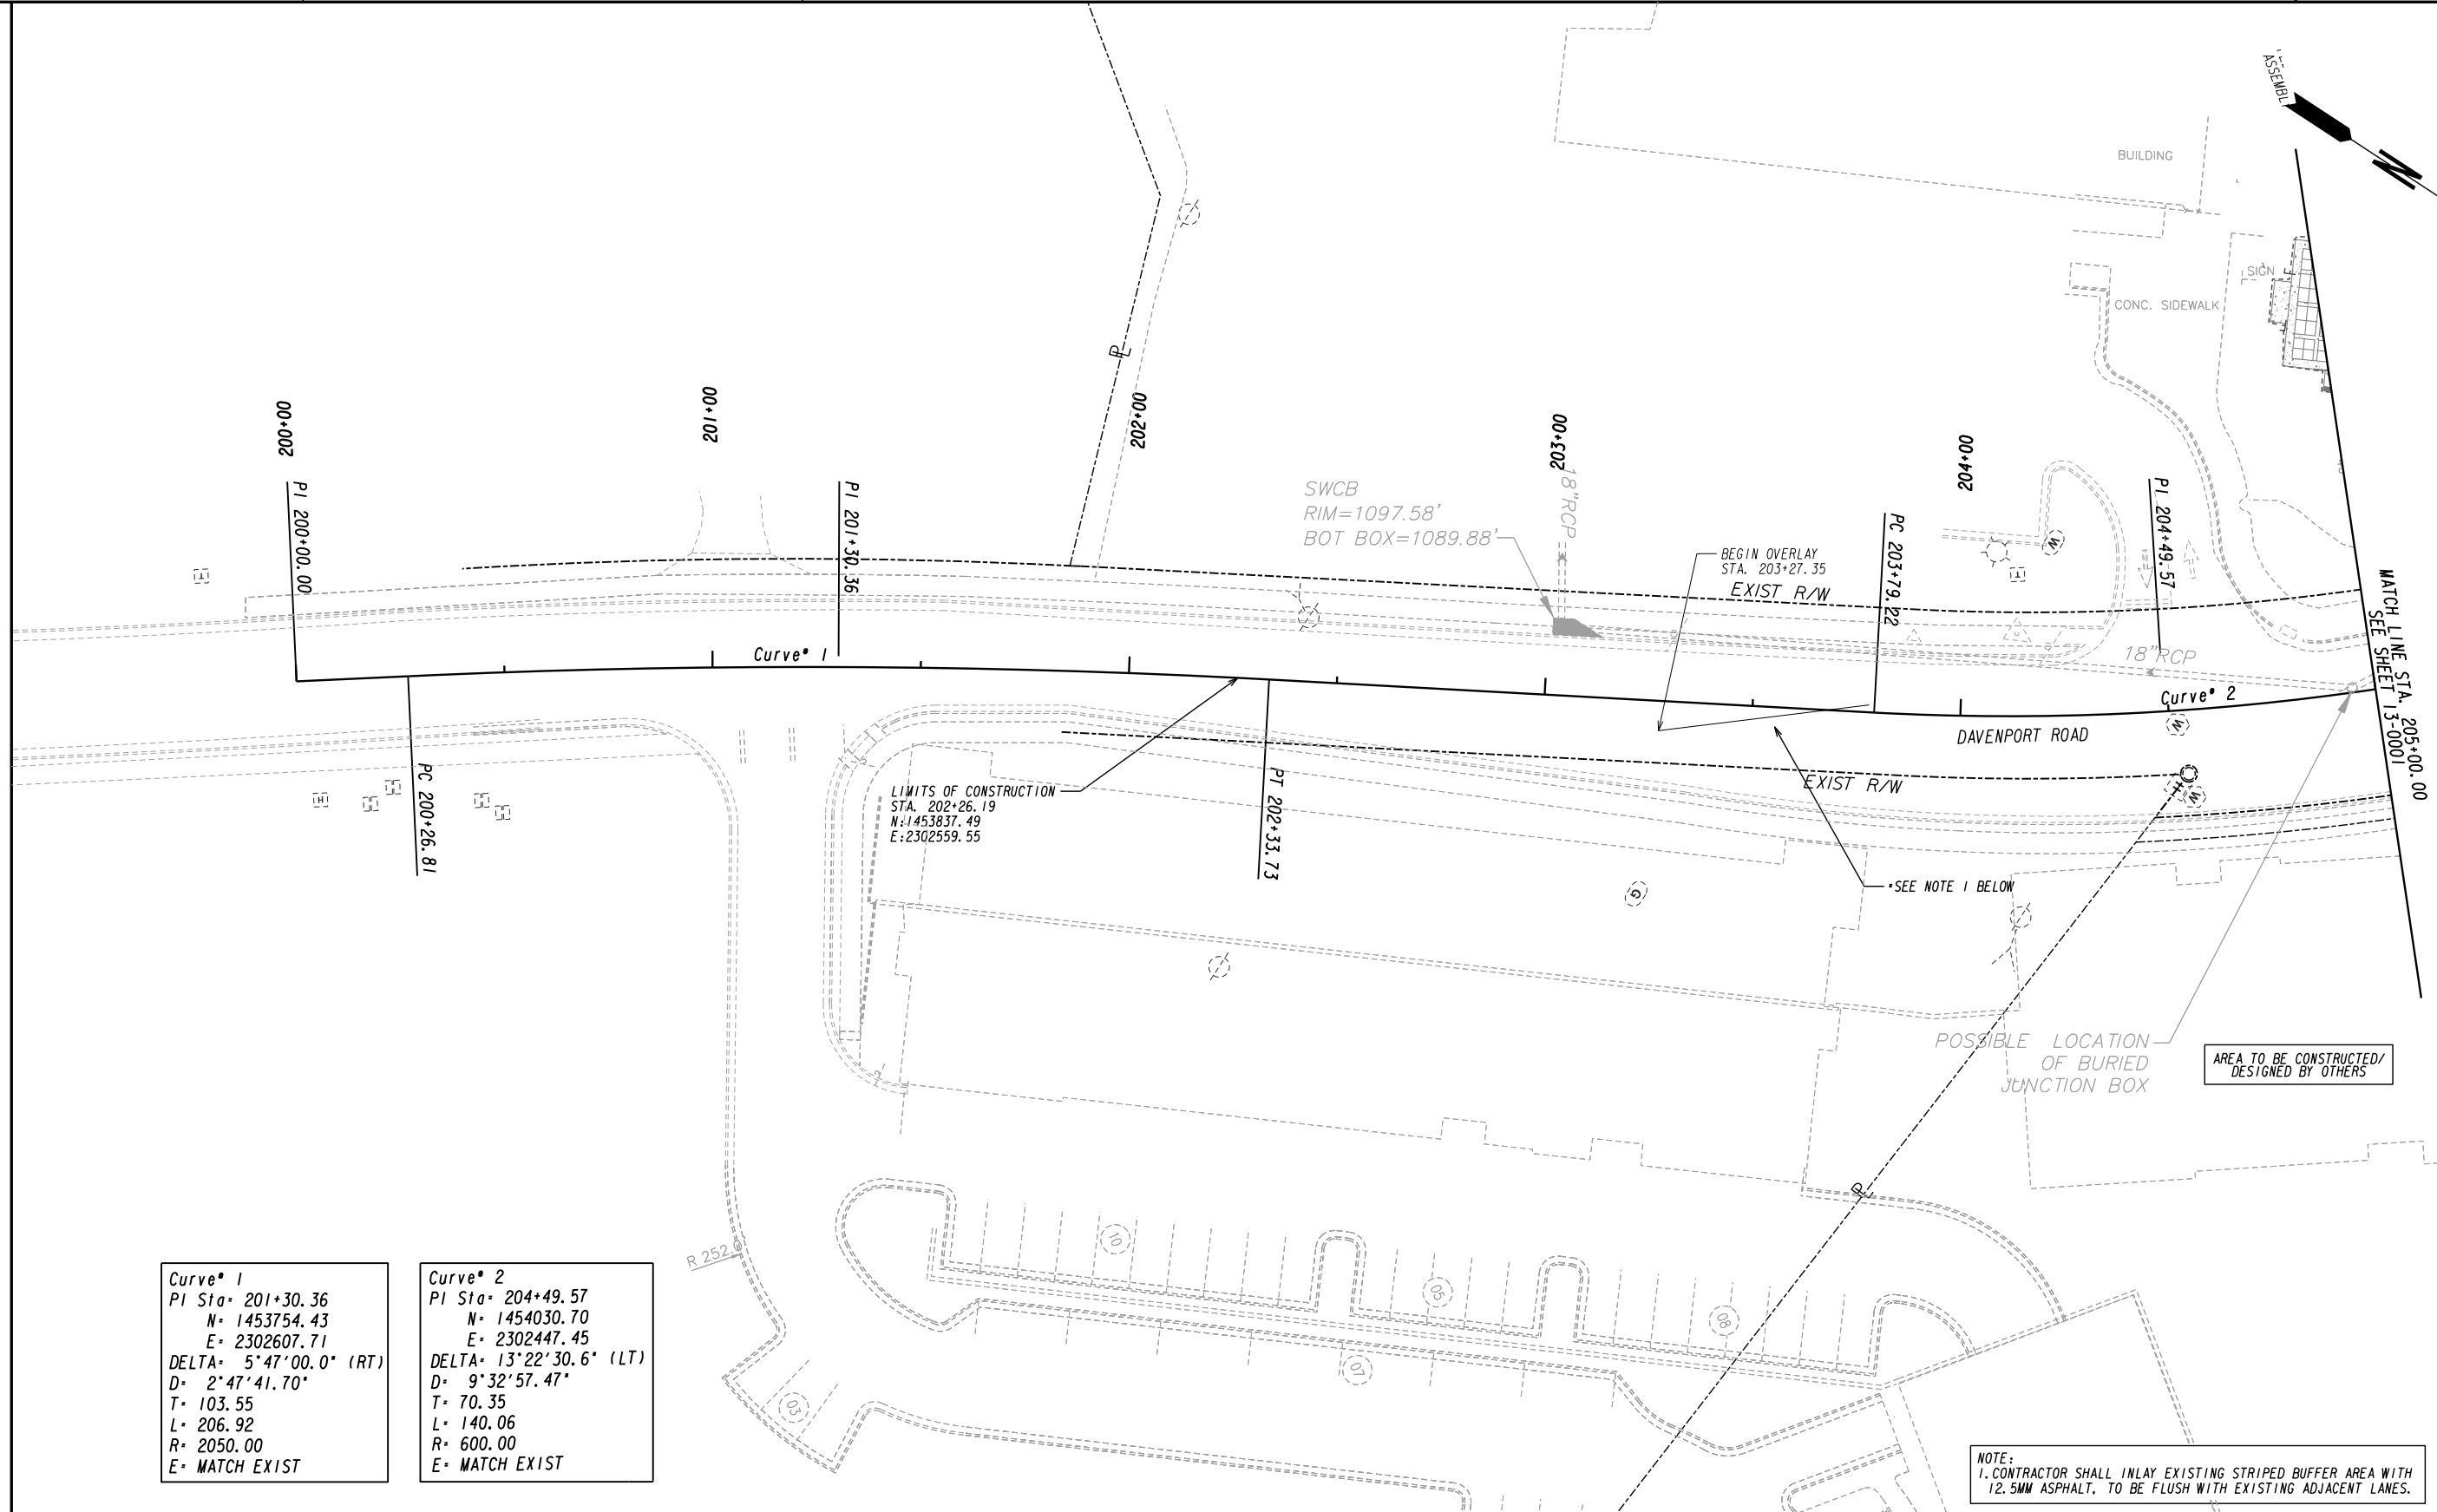 ASSEMBLY
N
BUILDING
SIGN
CONC. SIDEWALK
200+00
201+00
202+00
203+00
204+00
PI 200+00.00
PI 201+30.36
PC 203+79.22
PI 204+49.57
PC 200+26.81
PT 202+33.73
SWCB
RIM=1097.58'
BOT BOX=1089.88'
18"RCP
BEGIN OVERLAY
STA. 203+27.35
EXIST R/W
18"RCP
Curve# 1
Curve# 2
DAVENPORT ROAD
EXIST R/W
MATCH LINE STA. 205+00.00
SEE SHEET 13-0001
LIMITS OF CONSTRUCTION
STA. 202+26.19
N:1453837.49
E:2302559.55
*SEE NOTE 1 BELOW
POSSIBLE LOCATION
OF BURIED
JUNCTION BOX
AREA TO BE CONSTRUCTED/
DESIGNED BY OTHERS
W
W
W
H
G
T
T
H
H
H
H
H
PL
PL
10
05
08
07
03
R 252.
Curve# 1
PI Sta= 201+30.36
N= 1453754.43
E= 2302607.71
DELTA= 5°47'00.0" (RT)
D= 2°47'41.70"
T= 103.55
L= 206.92
R= 2050.00
E= MATCH EXIST
Curve# 2
PI Sta= 204+49.57
N= 1454030.70
E= 2302447.45
DELTA= 13°22'30.6" (LT)
D= 9°32'57.47"
T= 70.35
L= 140.06
R= 600.00
E= MATCH EXIST
NOTE:
1. CONTRACTOR SHALL INLAY EXISTING STRIPED BUFFER AREA WITH
12.5MM ASPHALT, TO BE FLUSH WITH EXISTING ADJACENT LANES.